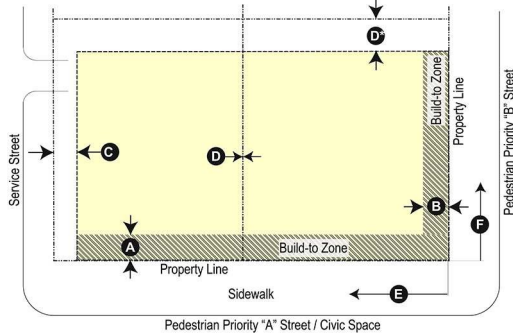 D*
Build-to Zone
Property Line
Pedestrian Priority “B” Street
Service Street
C
D
B
F
A
Build-to Zone
Property Line
Sidewalk
E
Pedestrian Priority “A” Street / Civic Space